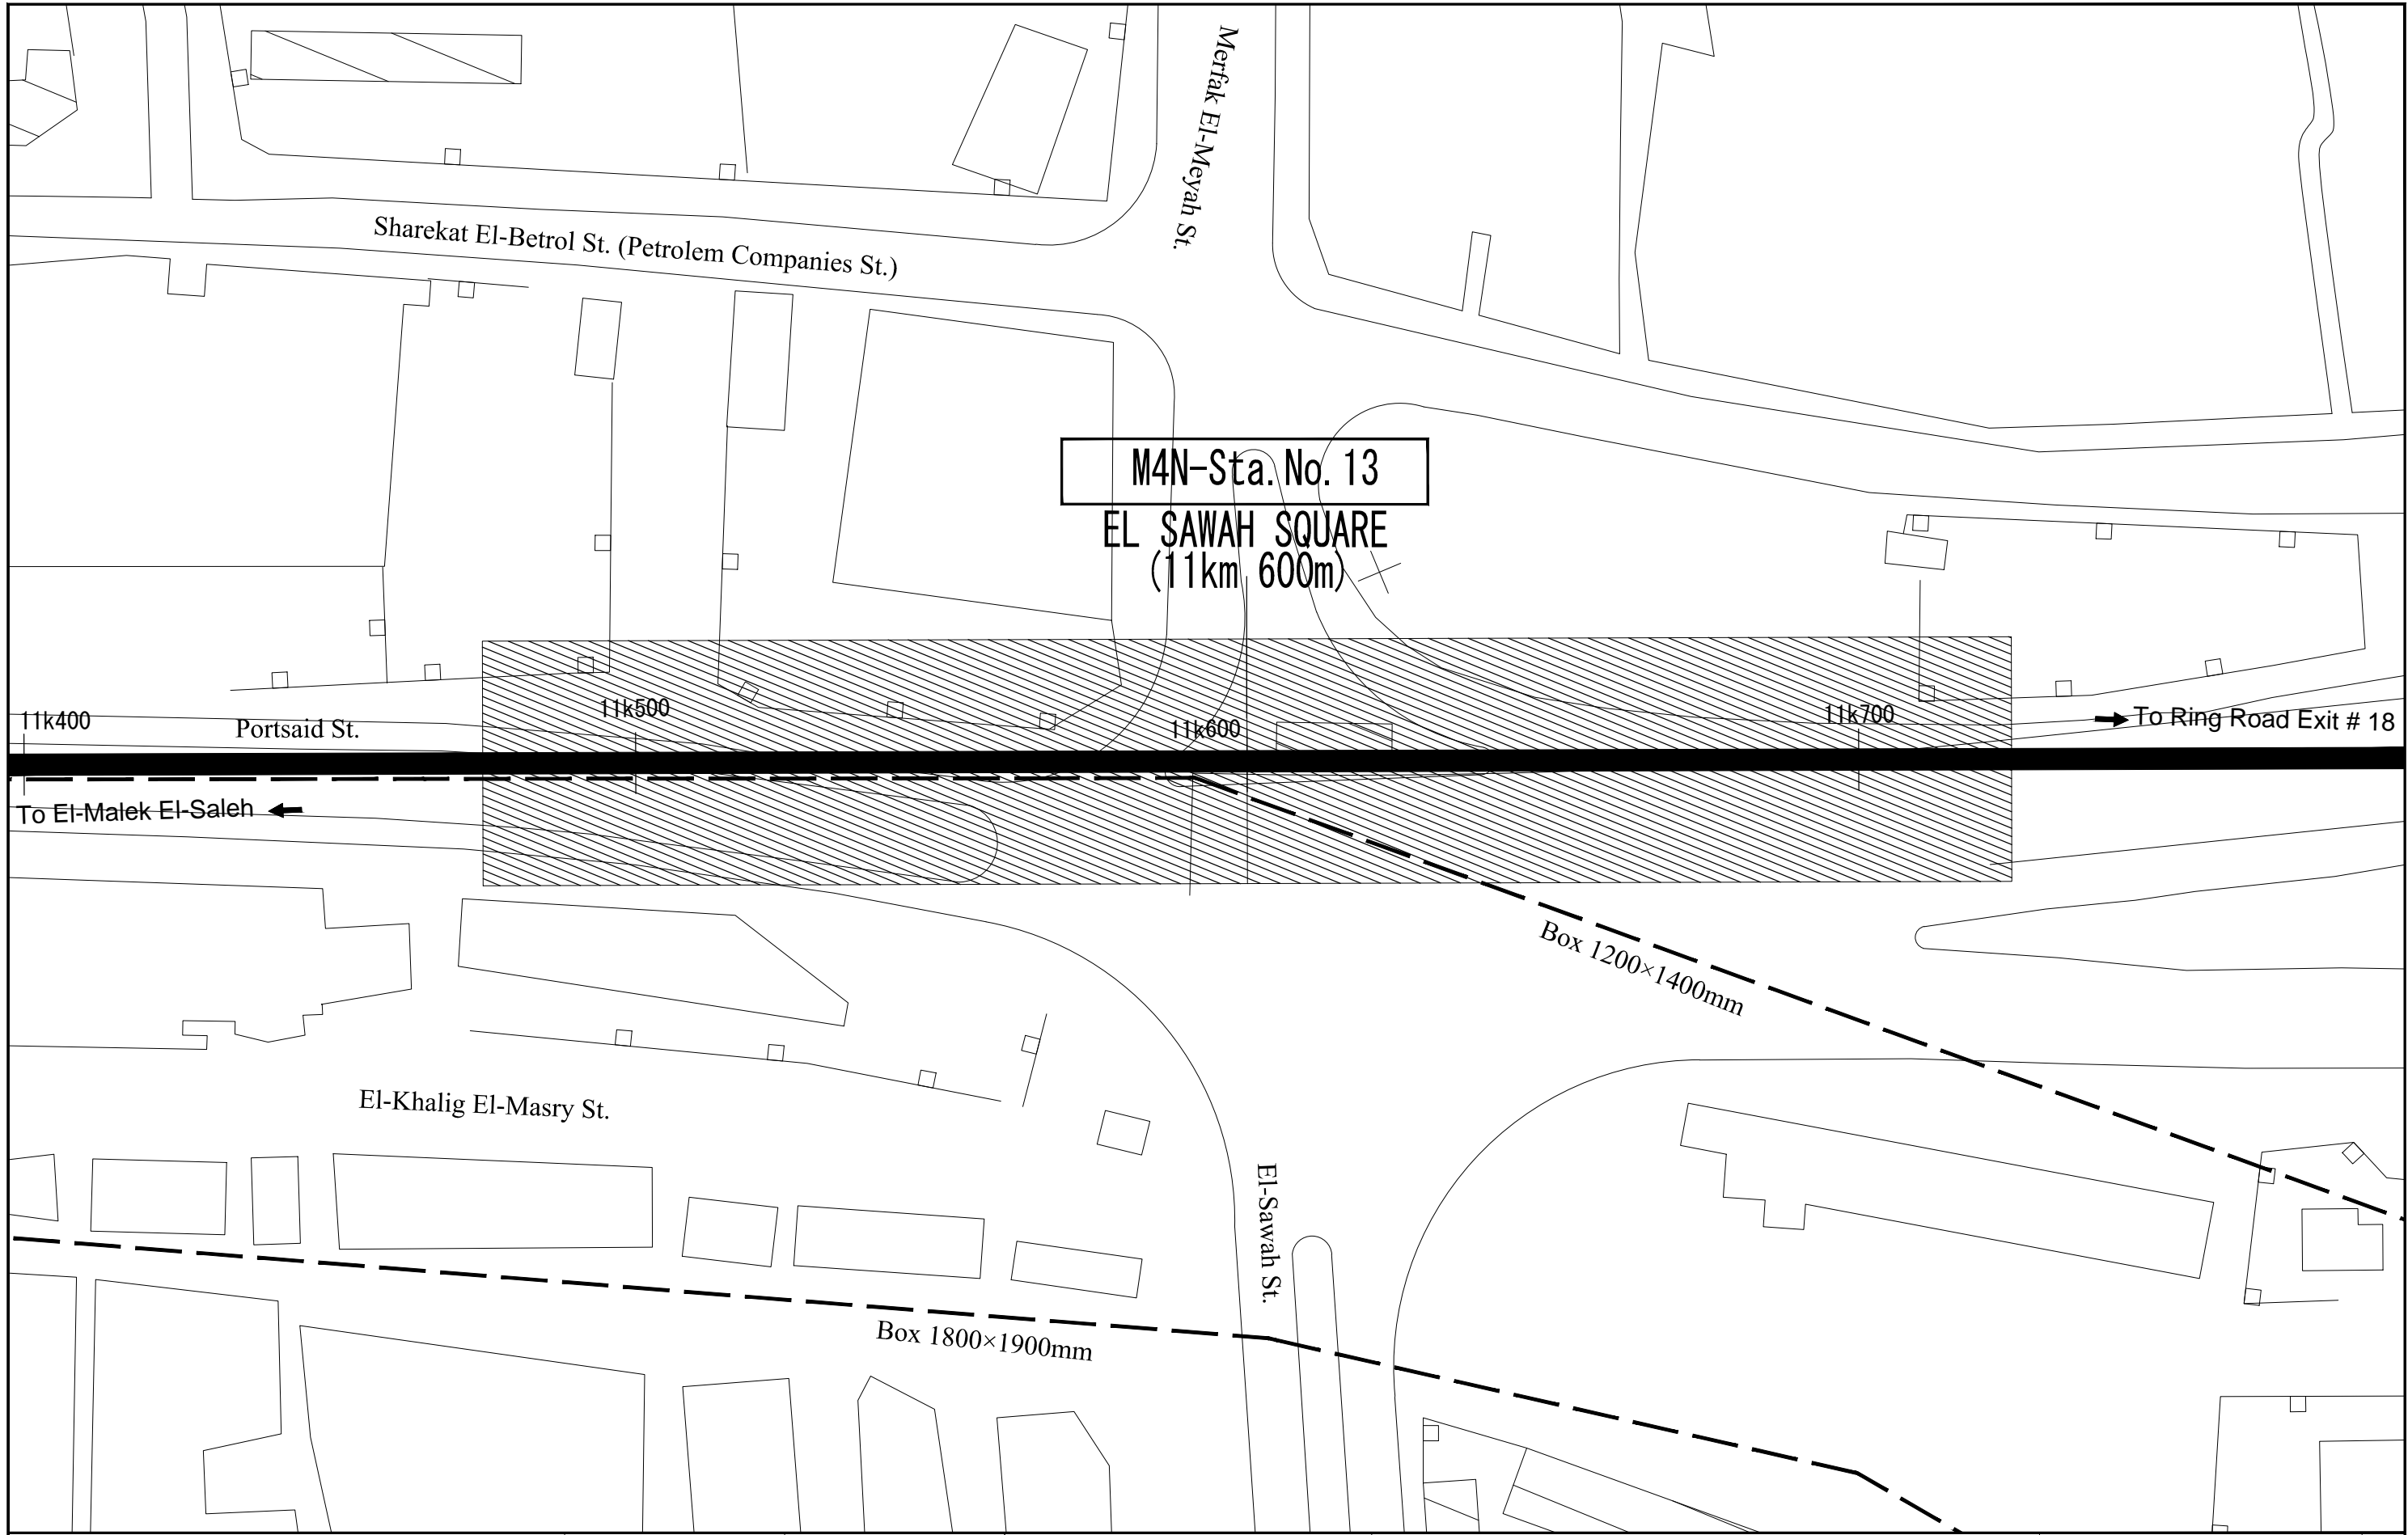 Merfak El-Meyah St.
Sharekat El-Betrol St. (Petrolem Companies St.)
M4N-Sta. No. 13
EL SAWAH SQUARE
(11km 600m)
11k400
Portsaid St.
11k500
11k600
11k700
To Ring Road Exit # 18
To El-Malek El-Saleh
Box 1200×1400mm
El-Khalig El-Masry St.
El-Sawah St.
Box 1800×1900mm